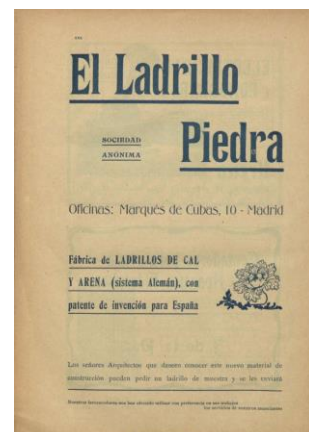 El Ladrillo
SOCIEDAD
ANÓNIMA
Piedra
Oficinas: Marqués de Cubas, 10 - Madrid
Fábrica de LADRILLOS DE CAL
Y ARENA (sistema Alemán), con
patente de invención para España
Los señores Arquitectos que deseen conocer este nuevo material de
construcción pueden pedir un ladrillo de muestra y se les enviará